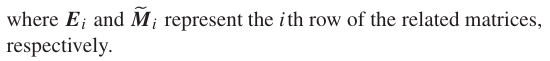 where E_i and M̃_i represent the ith row of the related matrices,
respectively.